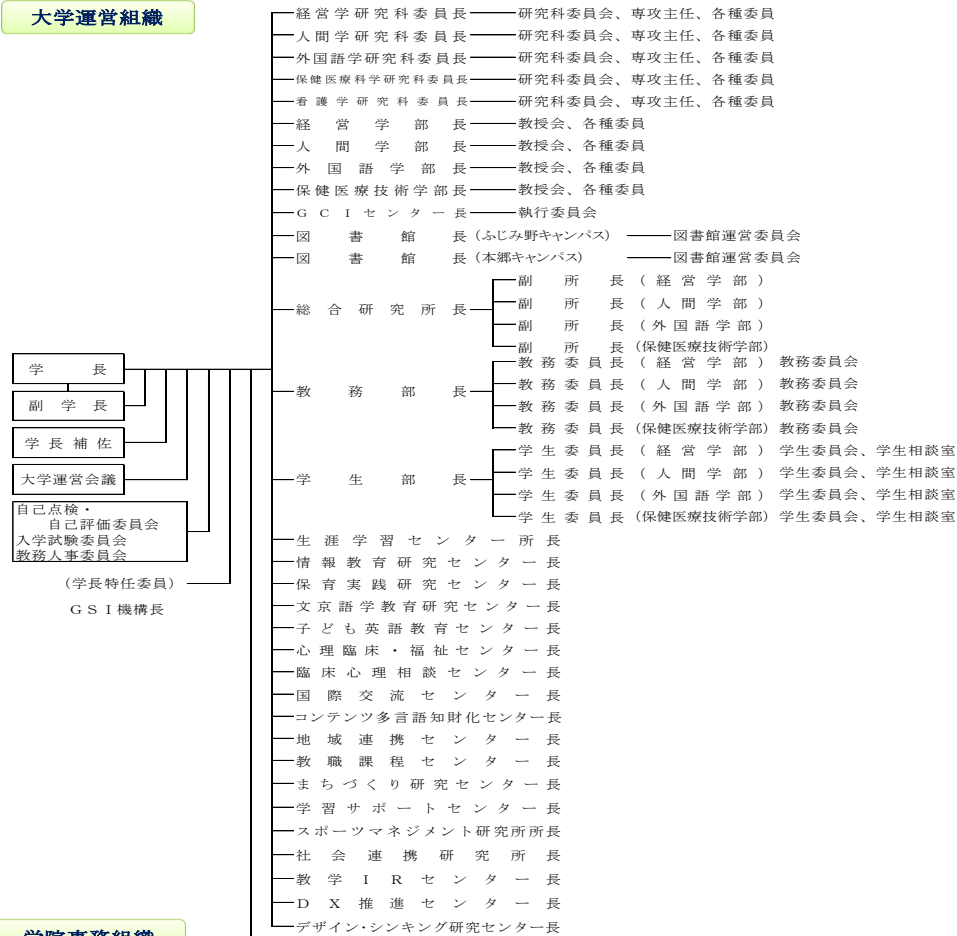 大学運営組織
経営学研究科委員長 研究科委員会、専攻主任、各種委員
人間学研究科委員長 研究科委員会、専攻主任、各種委員
外国語学研究科委員長 研究科委員会、専攻主任、各種委員
保健医療科学研究科委員長 研究科委員会、専攻主任、各種委員
看護学研究科委員長 研究科委員会、専攻主任、各種委員
経営学部長 教授会、各種委員
人間学部長 教授会、各種委員
外国語学部長 教授会、各種委員
保健医療技術学部長 教授会、各種委員
GCIセンター長 執行委員会
図書館長(ふじみ野キャンパス) 図書館運営委員会
図書館長(本郷キャンパス) 図書館運営委員会
総合研究所長
副所長(経営学部)
副所長(人間学部)
副所長(外国語学部)
副所長(保健医療技術学部)
教務部長
教務委員長(経営学部) 教務委員会
教務委員長(人間学部) 教務委員会
教務委員長(外国語学部) 教務委員会
教務委員長(保健医療技術学部) 教務委員会
学生部長
学生委員長(経営学部) 学生委員会、学生相談室
学生委員長(人間学部) 学生委員会、学生相談室
学生委員長(外国語学部) 学生委員会、学生相談室
学生委員長(保健医療技術学部) 学生委員会、学生相談室
学長
副学長
学長補佐
大学運営会議
自己点検・
自己評価委員会
入学試験委員会
教務人事委員会
(学長特任委員)
GSI機構長
生涯学習センター所長
情報教育研究センター長
保育実践研究センター長
文京語学教育研究センター長
子ども英語教育センター長
心理臨床・福祉センター長
臨床心理相談センター長
国際交流センター長
コンテンツ多言語知財化センター長
地域連携センター長
教職課程センター長
まちづくり研究センター長
学習サポートセンター長
スポーツマネジメント研究所所長
社会連携研究所長
教学IRセンター長
DX推進センター長
デザイン・シンキング研究センター長
学院事務組織